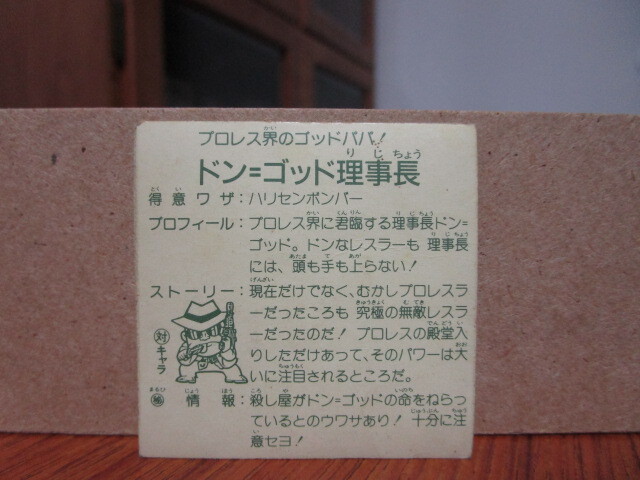 プロレス界のゴッドパパ!
ドン=ゴッド理事長
得意ワザ:ハリセンボンバー
プロフィール:プロレス界に君臨する理事長ドン=
ゴッド。ドンなレスラーも 理事長
には、頭も手も上らない!
ストーリー:現在だけでなく、むかしプロレスラ
ーだったころも 究極の無敵レスラ
ーだったのだ! プロレスの殿堂入
りしただけあって、そのパワーは大
いに注目されるところだ。
対キャラ
㊙情報:殺し屋がドン=ゴッドの命をねらっ
ているとのウワサあり! 十分に注
意セヨ!